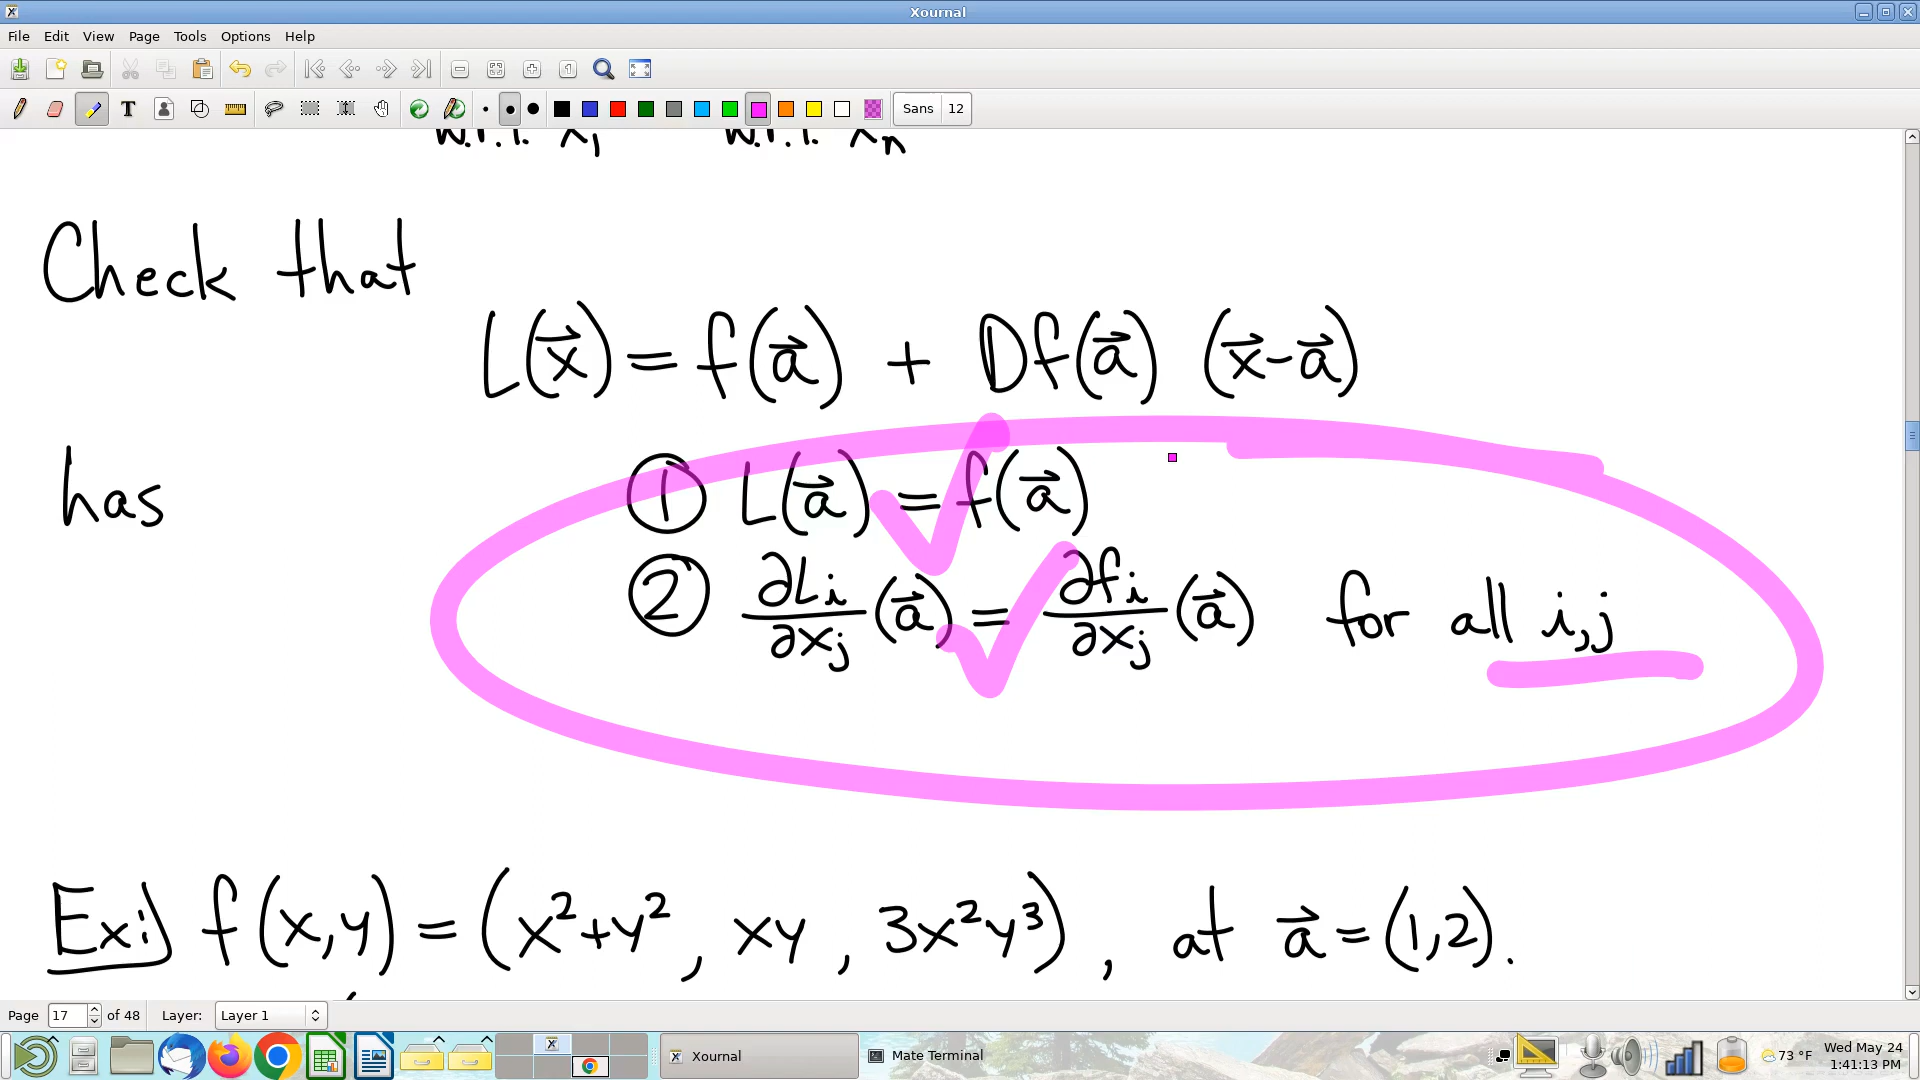 Xournal
File Edit View Page Tools Options Help
Sans 12
w.r.t. x₁ w.r.t. xₙ
Check that
L(x⃗) = f(a⃗) + Df(a⃗) (x⃗-a⃗)
has ① L(a⃗) = f(a⃗)
② ∂Lᵢ/∂xⱼ (a⃗) = ∂fᵢ/∂xⱼ (a⃗) for all i,j
Ex: f(x,y) = (x²+y², xy, 3x²y³), at a⃗ = (1,2).
Page 17 of 48 Layer: Layer 1
Xournal Mate Terminal 73 °F Wed May 24
1:41:13 PM